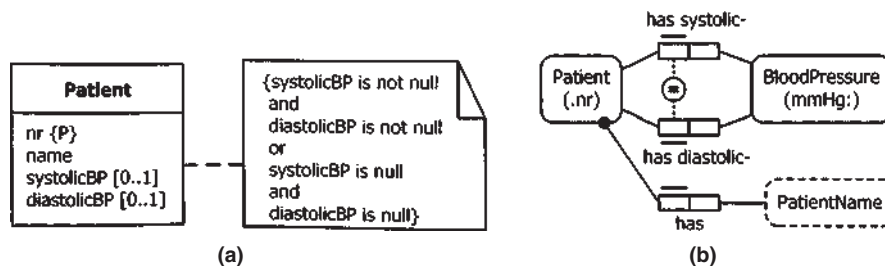 Patient
nr {P}
name
systolicBP [0..1]
diastolicBP [0..1]
{systolicBP is not null
and
diastolicBP is not null
or
systolicBP is null
and
diastolicBP is null}
(a)
has systolic-
Patient
(.nr)
BloodPressure
(mmHg:)
=
has diastolic-
has
PatientName
(b)